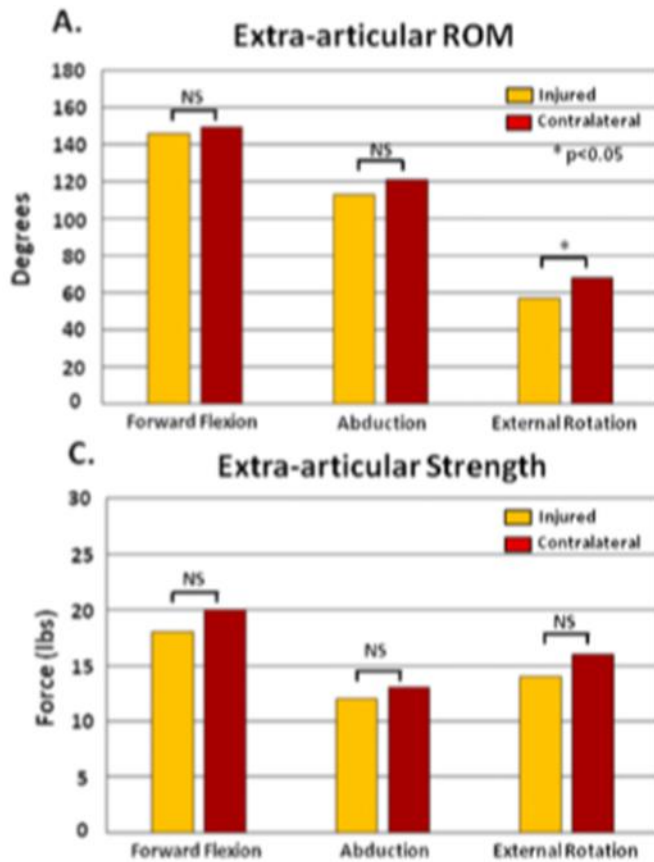 A.
Extra-articular ROM
180
160
140
120
100
80
60
40
20
0
Degrees
NS
NS
*
Injured
Contralateral
* p<0.05
Forward Flexion
Abduction
External Rotation
C.
Extra-articular Strength
30
25
20
15
10
5
0
Force (lbs)
NS
NS
NS
Injured
Contralateral
Forward Flexion
Abduction
External Rotation